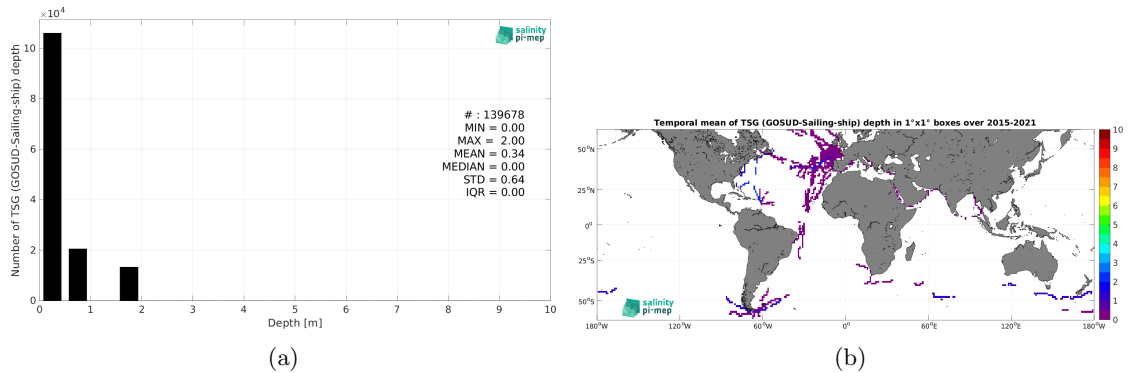 ×10⁴
salinity
pi-mep
10
8
6
4
2
0
Number of TSG (GOSUD-Sailing-ship) depth
# : 139678
MIN = 0.00
MAX = 2.00
MEAN = 0.34
MEDIAN = 0.00
STD = 0.64
IQR = 0.00
0 1 2 3 4 5 6 7 8 9 10
Depth [m]
(a)
Temporal mean of TSG (GOSUD-Sailing-ship) depth in 1°x1° boxes over 2015-2021
50°N
25°N
0°
25°S
50°S
180°W 120°W 60°W 0° 60°E 120°E 180°W
salinity
pi-mep
10
9
8
7
6
5
4
3
2
1
0
(b)